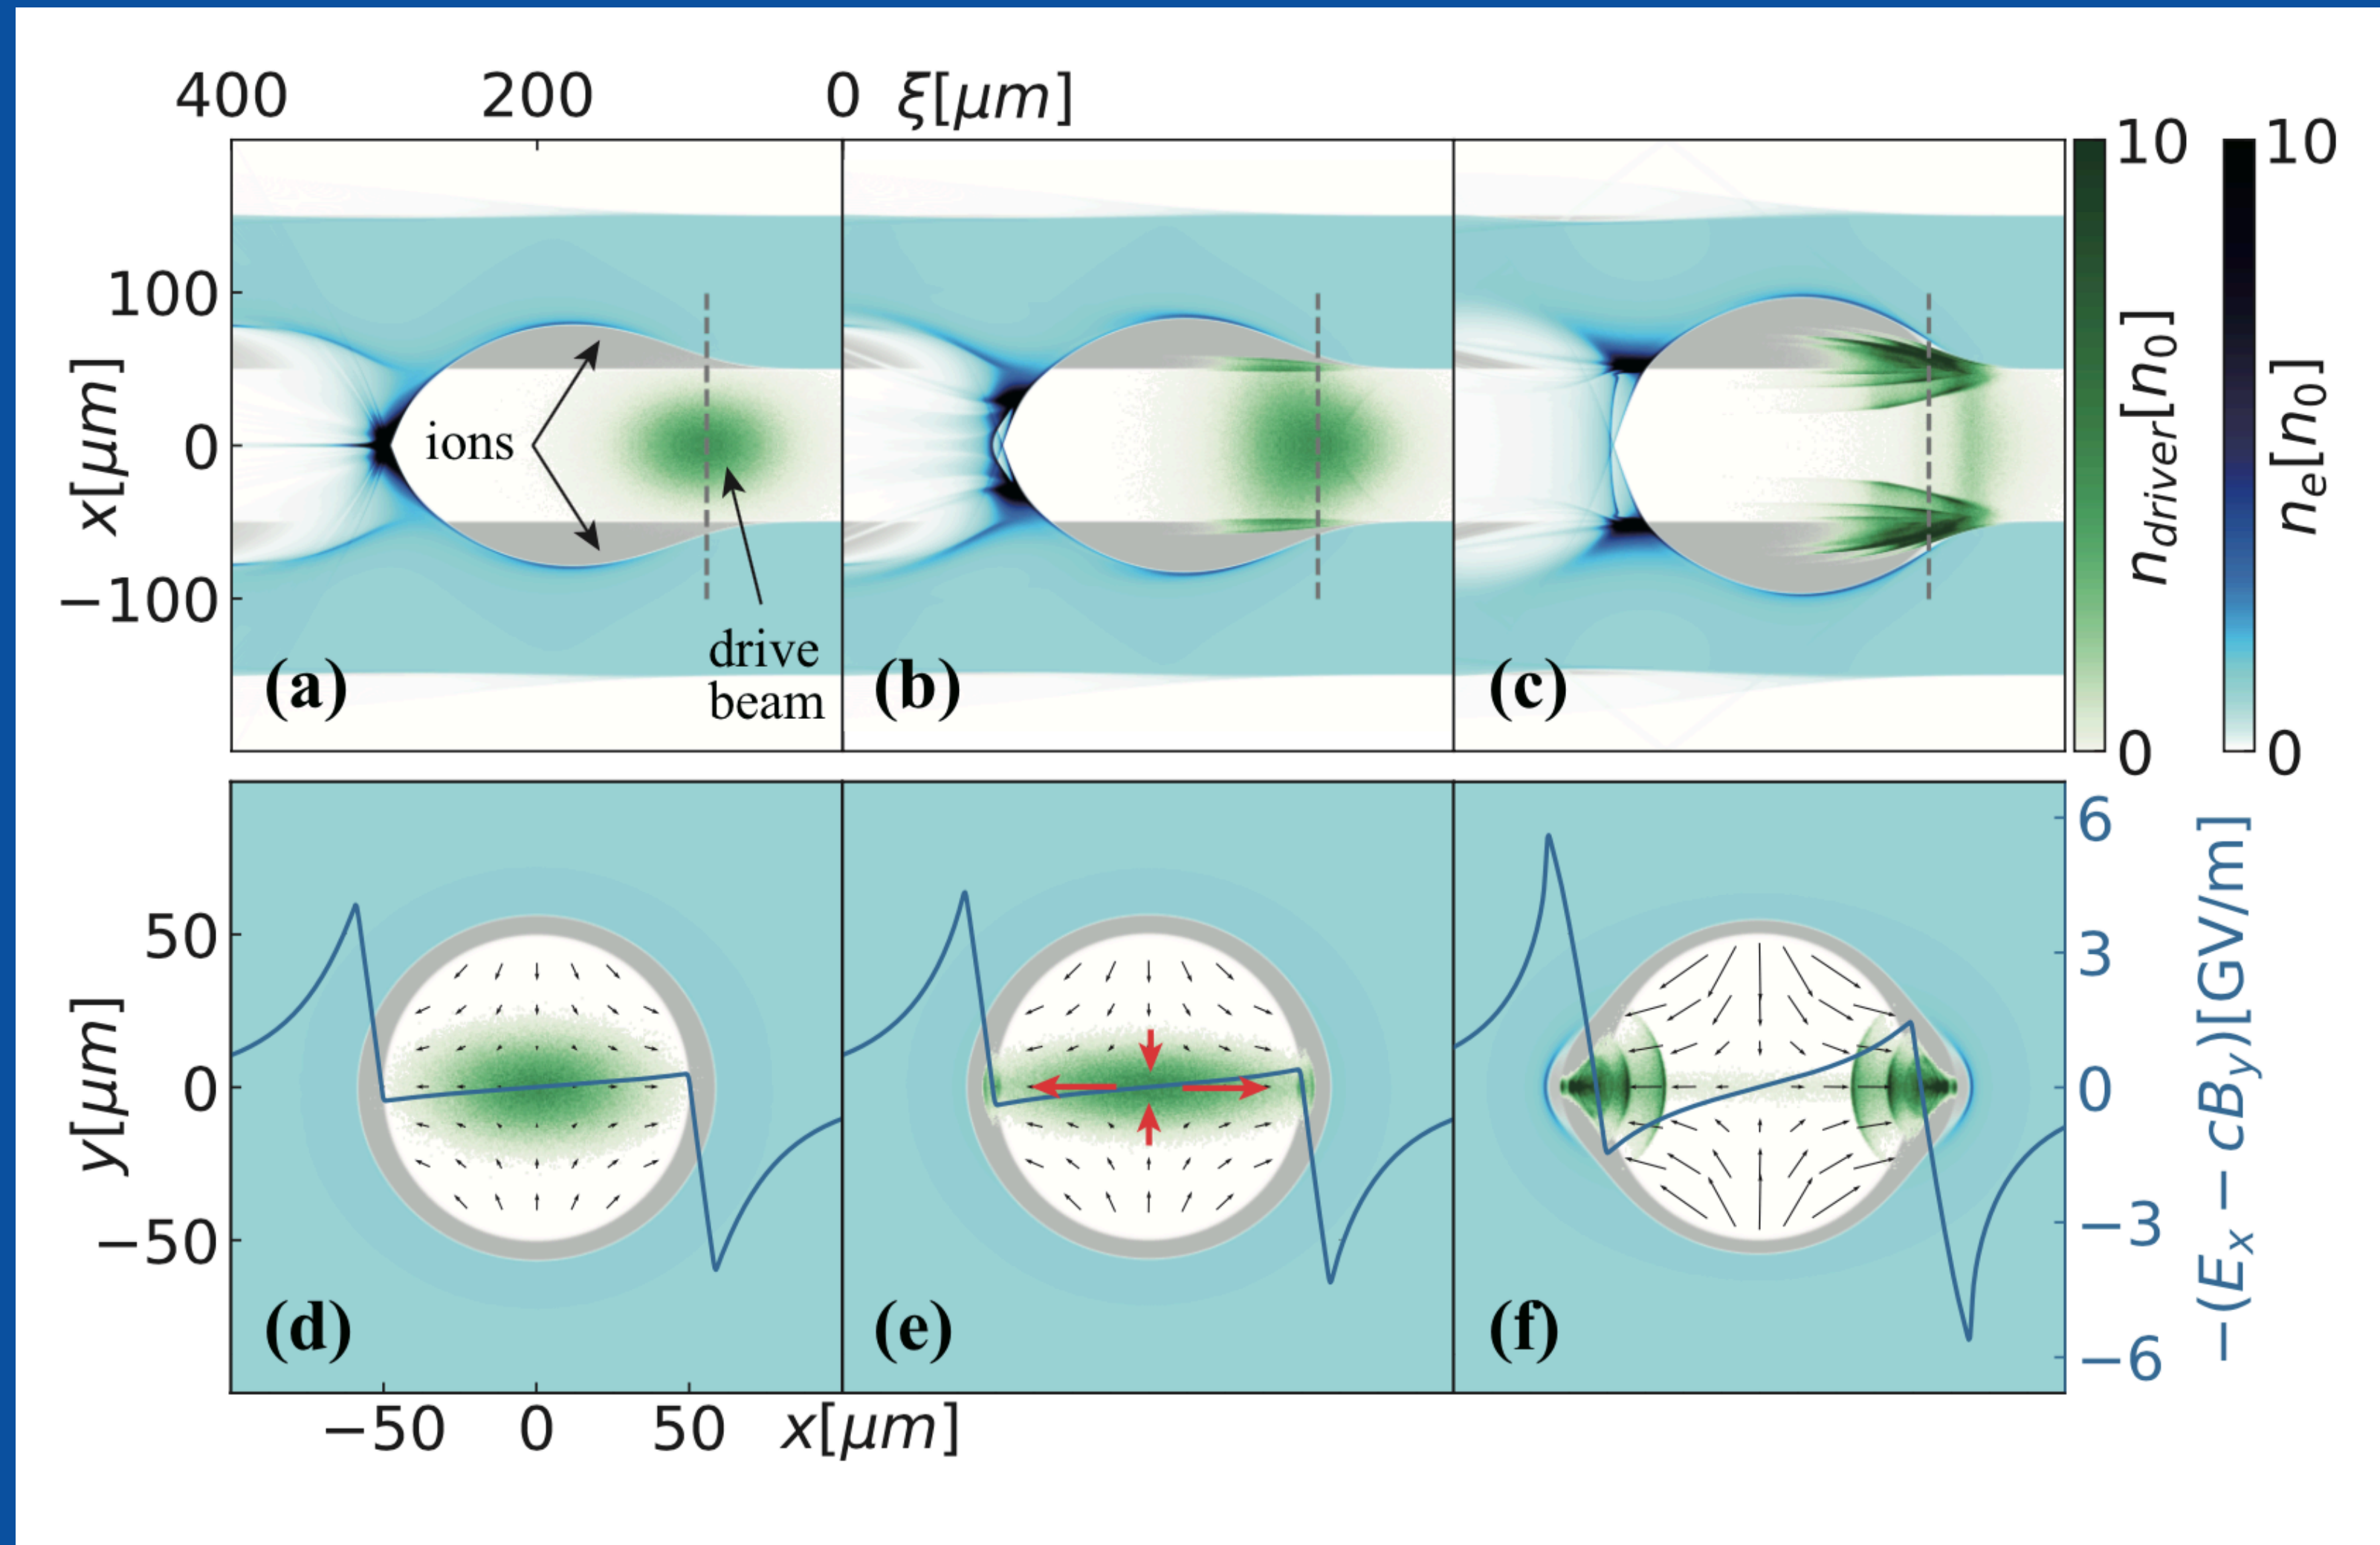 400 200 0 ξ[μm]
10 10
100
0
−100
x[μm]
ions
drive
beam
(a) (b) (c)
n_driver[n_0]
n_e[n_0]
0 0
50
0
−50
y[μm]
(d) (e) (f)
6
3
0
−3
−6
−(E_x − cB_y)[GV/m]
−50 0 50 x[μm]